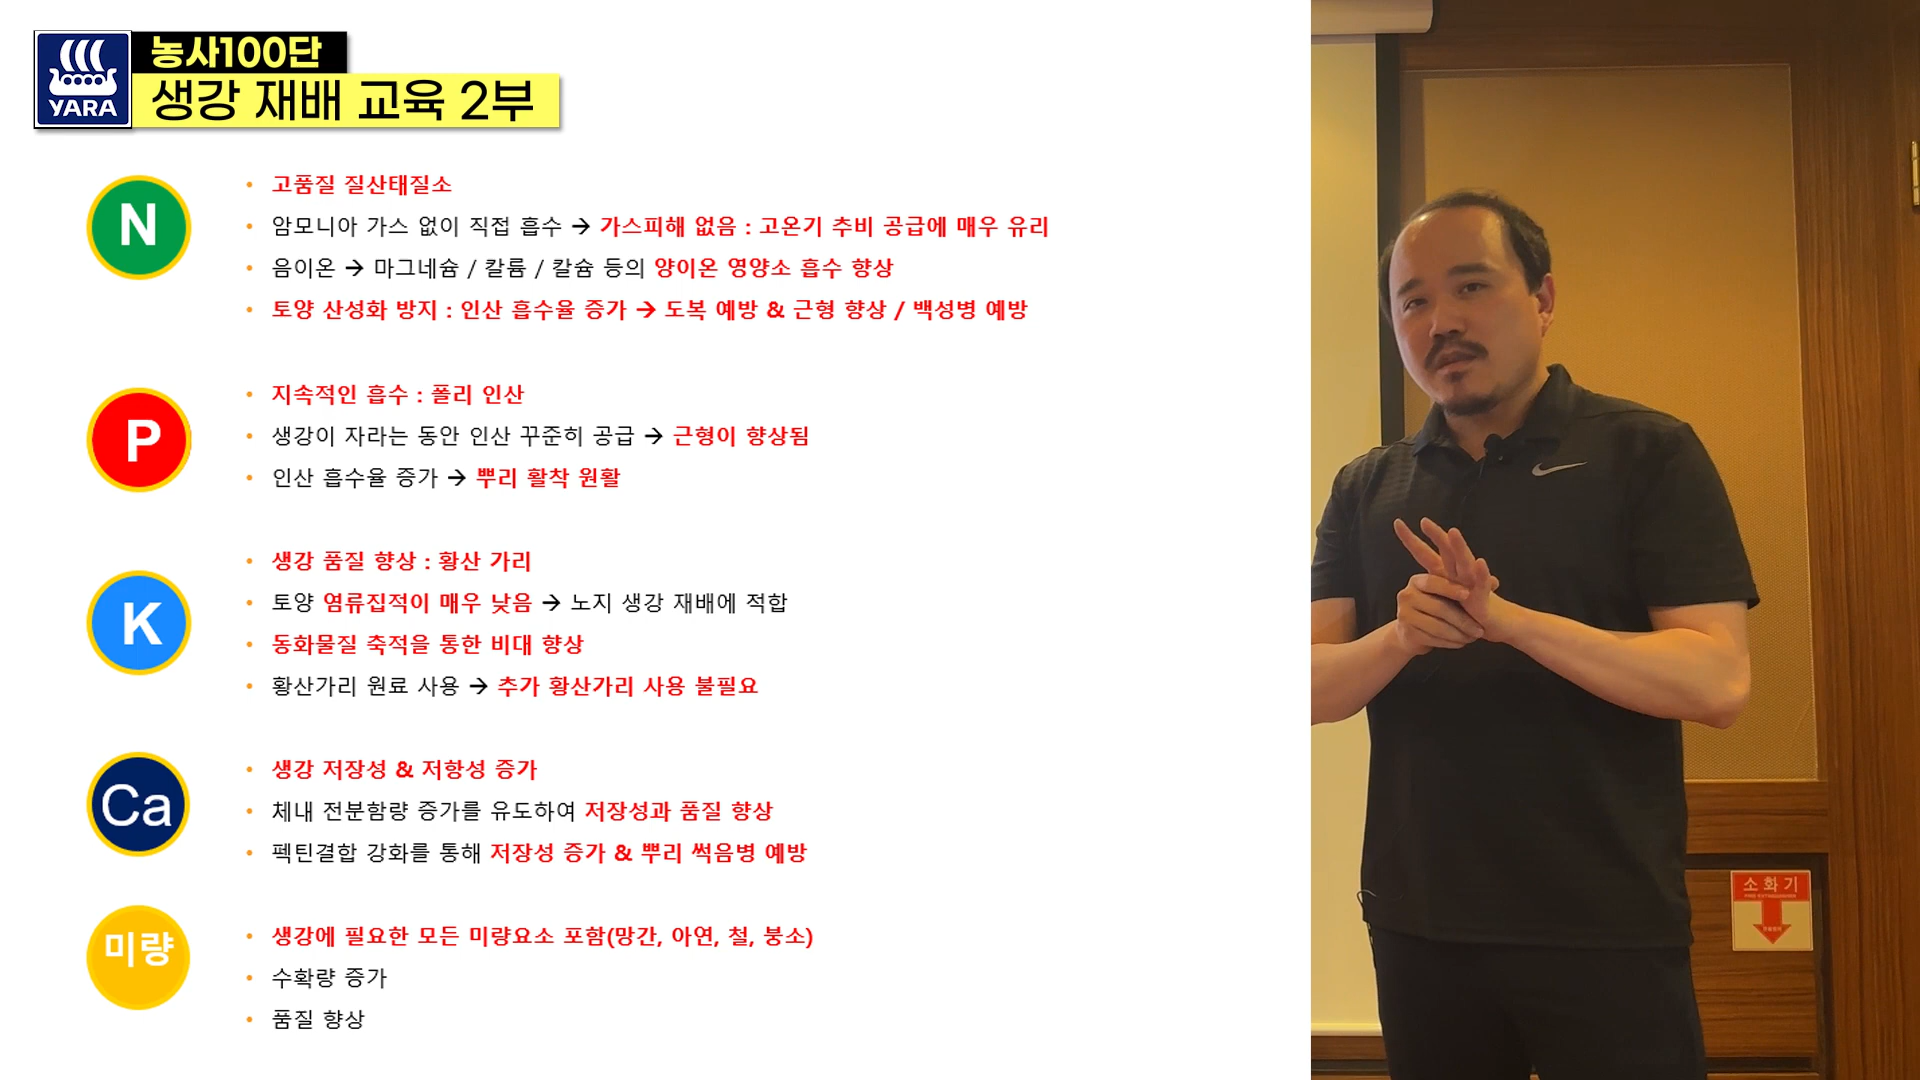 YARA
농사100단
생강 재배 교육 2부
N
• 고품질 질산태질소
• 암모니아 가스 없이 직접 흡수 → 가스피해 없음 : 고온기 추비 공급에 매우 유리
• 음이온 → 마그네슘 / 칼륨 / 칼슘 등의 양이온 영양소 흡수 향상
• 토양 산성화 방지 : 인산 흡수율 증가 → 도복 예방 & 근형 향상 / 백성병 예방
P
• 지속적인 흡수 : 폴리 인산
• 생강이 자라는 동안 인산 꾸준히 공급 → 근형이 향상됨
• 인산 흡수율 증가 → 뿌리 활착 원활
K
• 생강 품질 향상 : 황산 가리
• 토양 염류집적이 매우 낮음 → 노지 생강 재배에 적합
• 동화물질 축적을 통한 비대 향상
• 황산가리 원료 사용 → 추가 황산가리 사용 불필요
Ca
• 생강 저장성 & 저항성 증가
• 체내 전분함량 증가를 유도하여 저장성과 품질 향상
• 펙틴결합 강화를 통해 저장성 증가 & 뿌리 썩음병 예방
미량
• 생강에 필요한 모든 미량요소 포함(망간, 아연, 철, 붕소)
• 수확량 증가
• 품질 향상
소화기